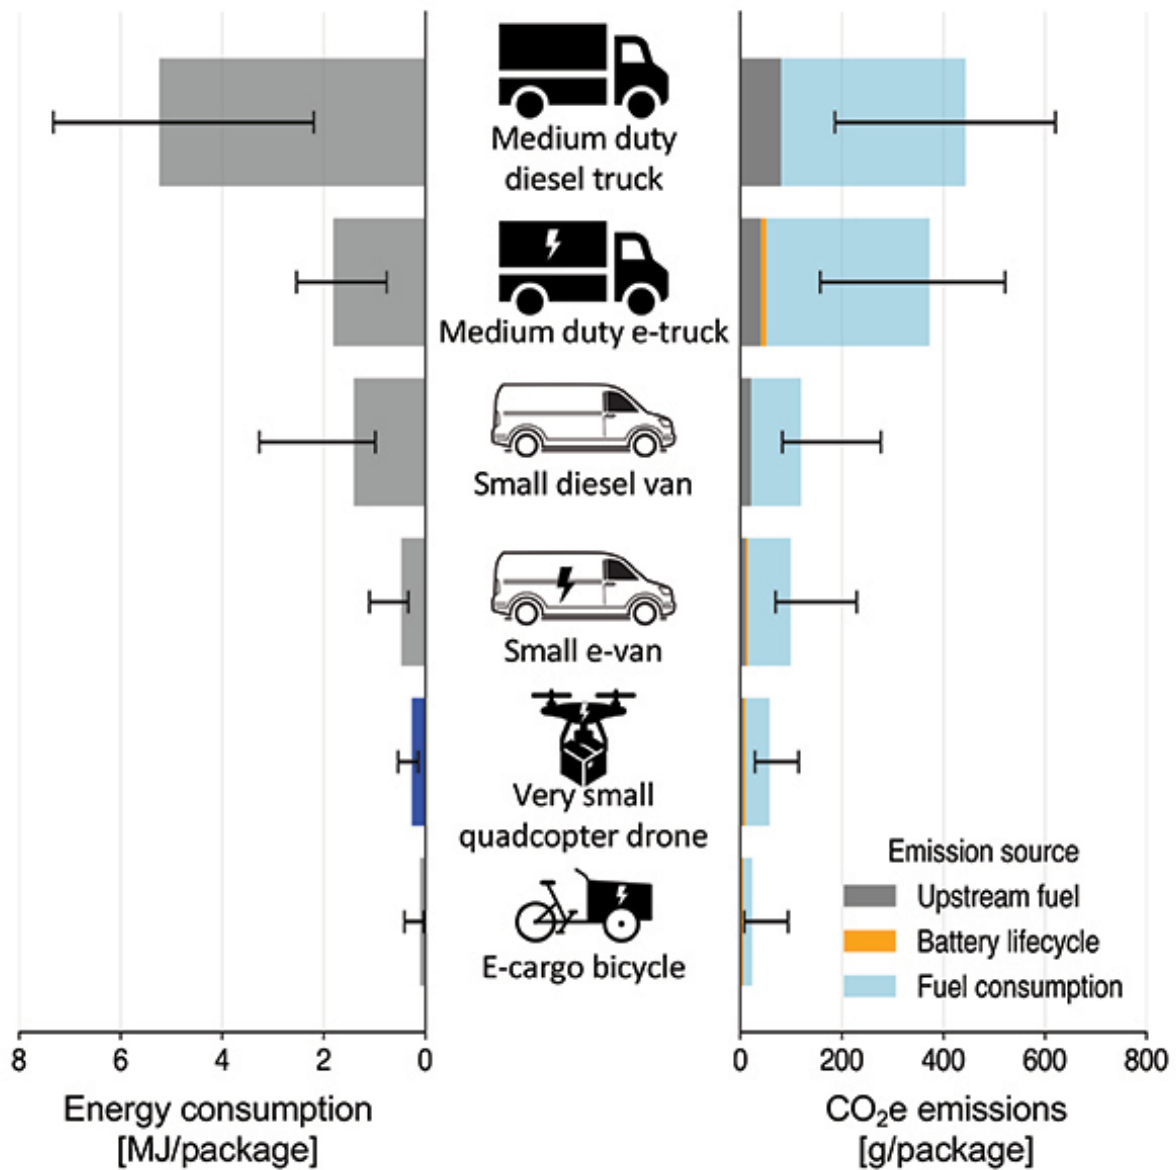 Medium duty
diesel truck
Medium duty e-truck
Small diesel van
Small e-van
Very small
quadcopter drone
E-cargo bicycle
Emission source
Upstream fuel
Battery lifecycle
Fuel consumption
8 6 4 2 0
0 200 400 600 800
Energy consumption
[MJ/package]
CO₂e emissions
[g/package]